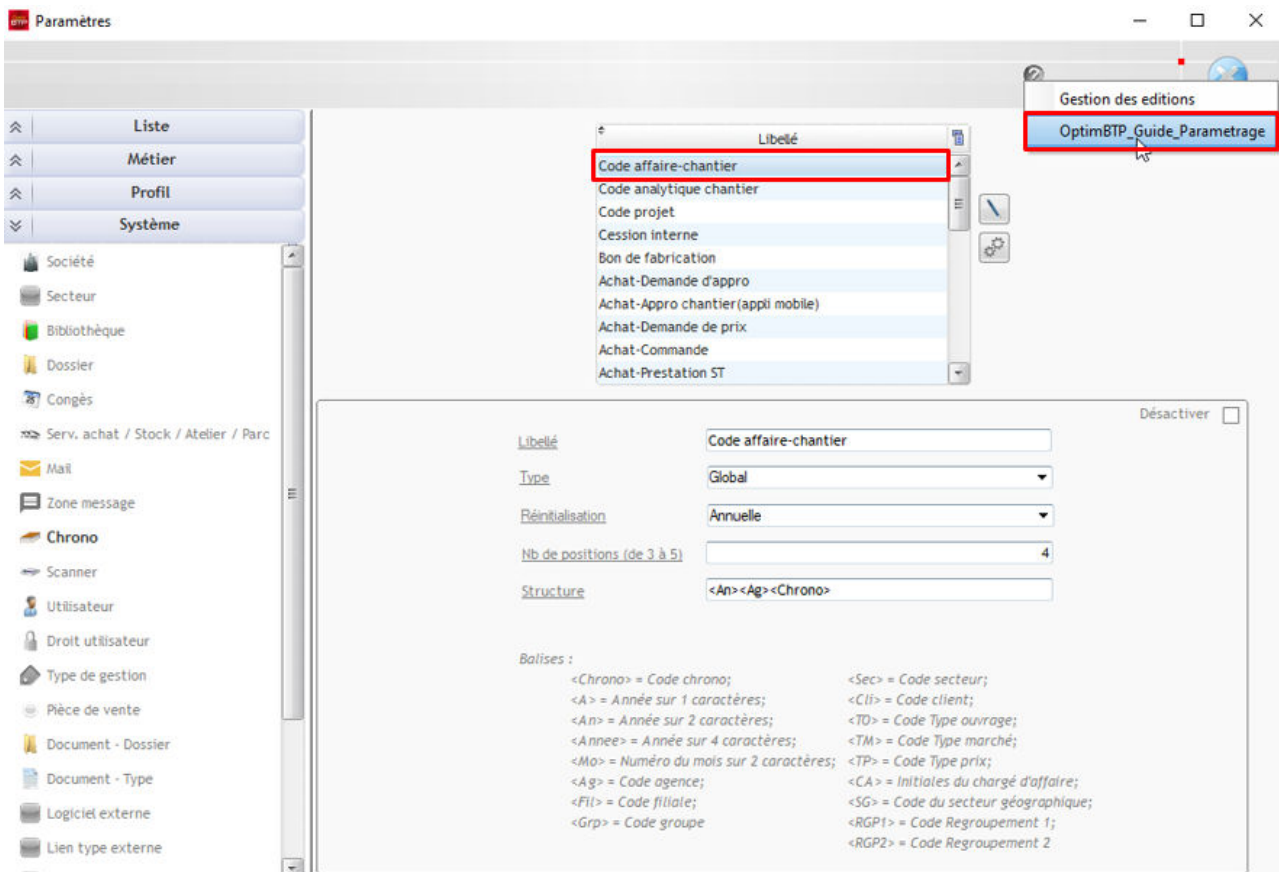 BTP Paramètres
Gestion des editions
OptimBTP_Guide_Parametrage
Liste
Métier
Profil
Système
Société
Secteur
Bibliothèque
Dossier
Congès
Serv. achat / Stock / Atelier / Parc
Mail
Zone message
Chrono
Scanner
Utilisateur
Droit utilisateur
Type de gestion
Pièce de vente
Document - Dossier
Document - Type
Logiciel externe
Lien type externe
Libellé
Code affaire-chantier
Code analytique chantier
Code projet
Cession interne
Bon de fabrication
Achat-Demande d'appro
Achat-Appro chantier(appli mobile)
Achat-Demande de prix
Achat-Commande
Achat-Prestation ST
Désactiver
Libellé Code affaire-chantier
Type Global
Réinitialisation Annuelle
Nb de positions (de 3 à 5) 4
Structure <An><Ag><Chrono>
Balises :
<Chrono> = Code chrono; <Sec> = Code secteur;
<A> = Année sur 1 caractères; <Cli> = Code client;
<An> = Année sur 2 caractères; <TO> = Code Type ouvrage;
<Annee> = Année sur 4 caractères; <TM> = Code Type marché;
<Mo> = Numéro du mois sur 2 caractères; <TP> = Code Type prix;
<Ag> = Code agence; <CA> = Initiales du chargé d'affaire;
<Fil> = Code filiale; <SG> = Code du secteur géographique;
<Grp> = Code groupe <RGP1> = Code Regroupement 1;
<RGP2> = Code Regroupement 2